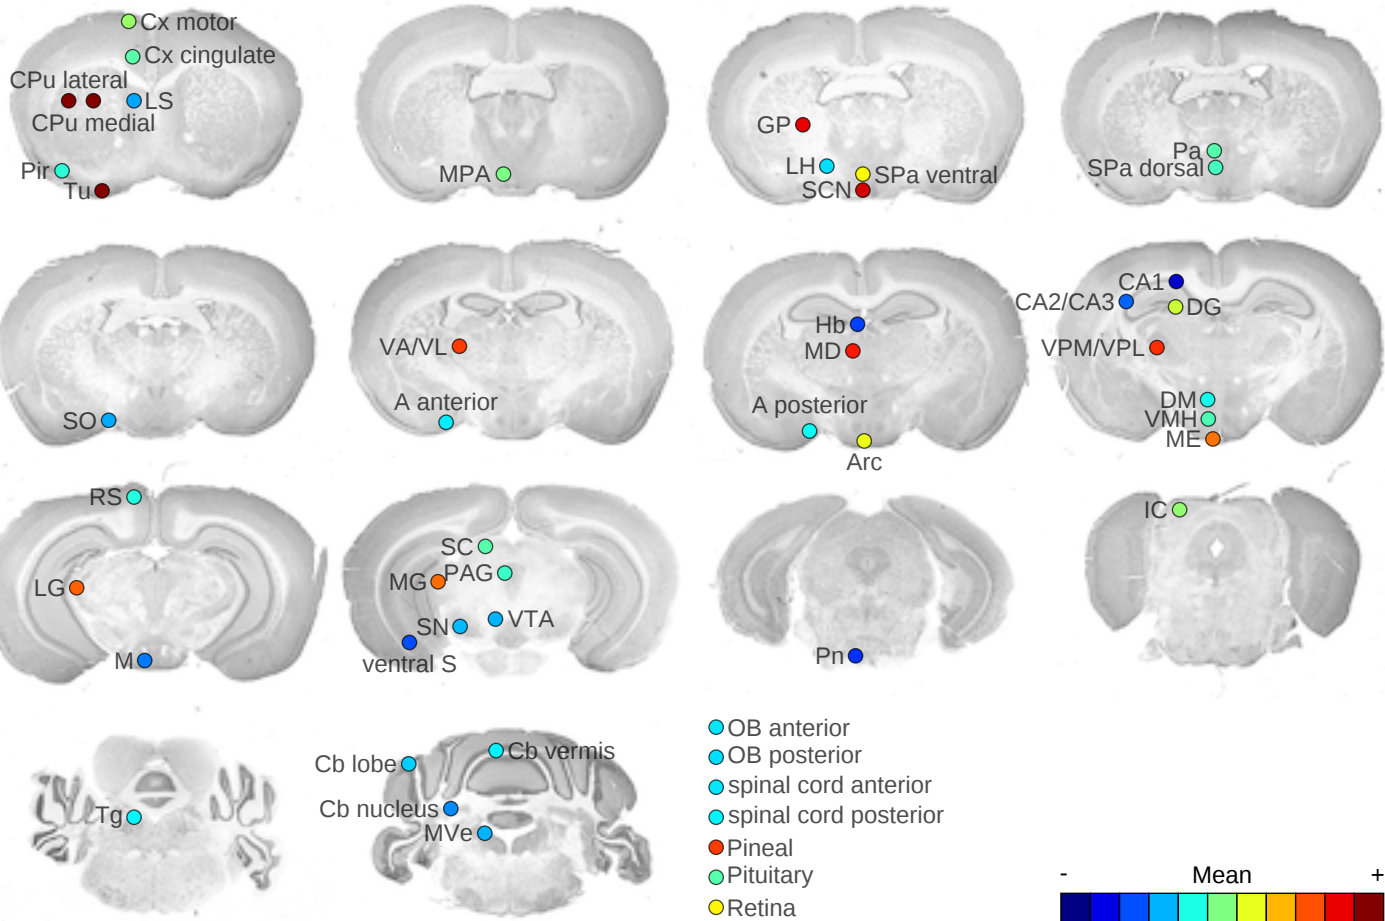 Cx motor
Cx cingulate
CPu lateral
LS
CPu medial
Pir
Tu
MPA
GP
LH
SPa ventral
SCN
Pa
SPa dorsal
SO
VA/VL
A anterior
Hb
MD
A posterior
Arc
CA1
CA2/CA3
DG
VPM/VPL
DM
VMH
ME
RS
LG
M
SC
MG
PAG
SN
VTA
ventral S
Pn
IC
Tg
Cb lobe
Cb vermis
Cb nucleus
MVe
OB anterior
OB posterior
spinal cord anterior
spinal cord posterior
Pineal
Pituitary
Retina
- Mean +